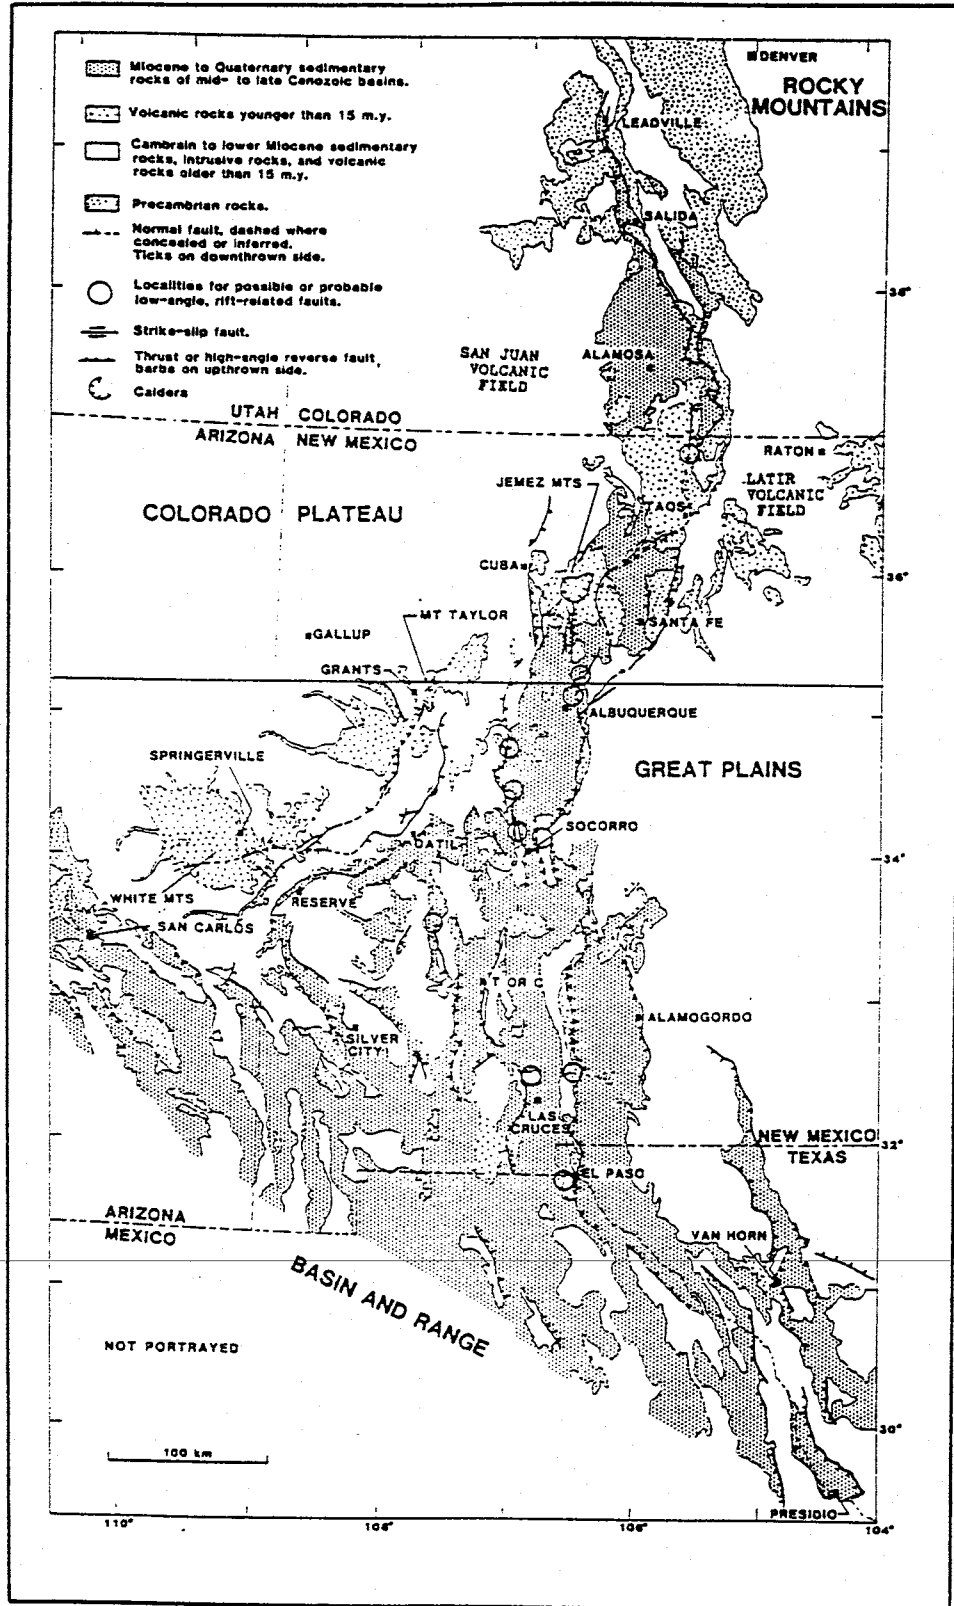 Miocene to Quaternary sedimentary
rocks of mid- to late Cenozoic basins.
Volcanic rocks younger than 15 m.y.
Cambrain to lower Miocene sedimentary
rocks, intrusive rocks, and volcanic
rocks older than 15 m.y.
Precambrian rocks.
Normal fault, dashed where
concealed or inferred.
Ticks on downthrown side.
Localities for possible or probable
low-angle, rift-related faults.
Strike-slip fault.
Thrust or high-angle reverse fault,
barbs on upthrown side.
Caldera
DENVER
ROCKY
MOUNTAINS
LEADVILLE
SALIDA
38°
SAN JUAN
VOLCANIC
FIELD
ALAMOSA
UTAH COLORADO
ARIZONA NEW MEXICO
RATON
JEMEZ MTS
LATIR
VOLCANIC
FIELD
TAOS
COLORADO PLATEAU
CUBA
36°
MT TAYLOR
SANTA FE
GALLUP
GRANTS
ALBUQUERQUE
SPRINGERVILLE
GREAT PLAINS
SOCORRO
DATIL
34°
WHITE MTS
RESERVE
SAN CARLOS
T OR C
ALAMOGORDO
SILVER
CITY
LAS
CRUCES
NEW MEXICO
32°
TEXAS
EL PASO
ARIZONA
MEXICO
VAN HORN
BASIN AND RANGE
NOT PORTRAYED
30°
100 km
PRESIDIO
110°
108°
106°
104°